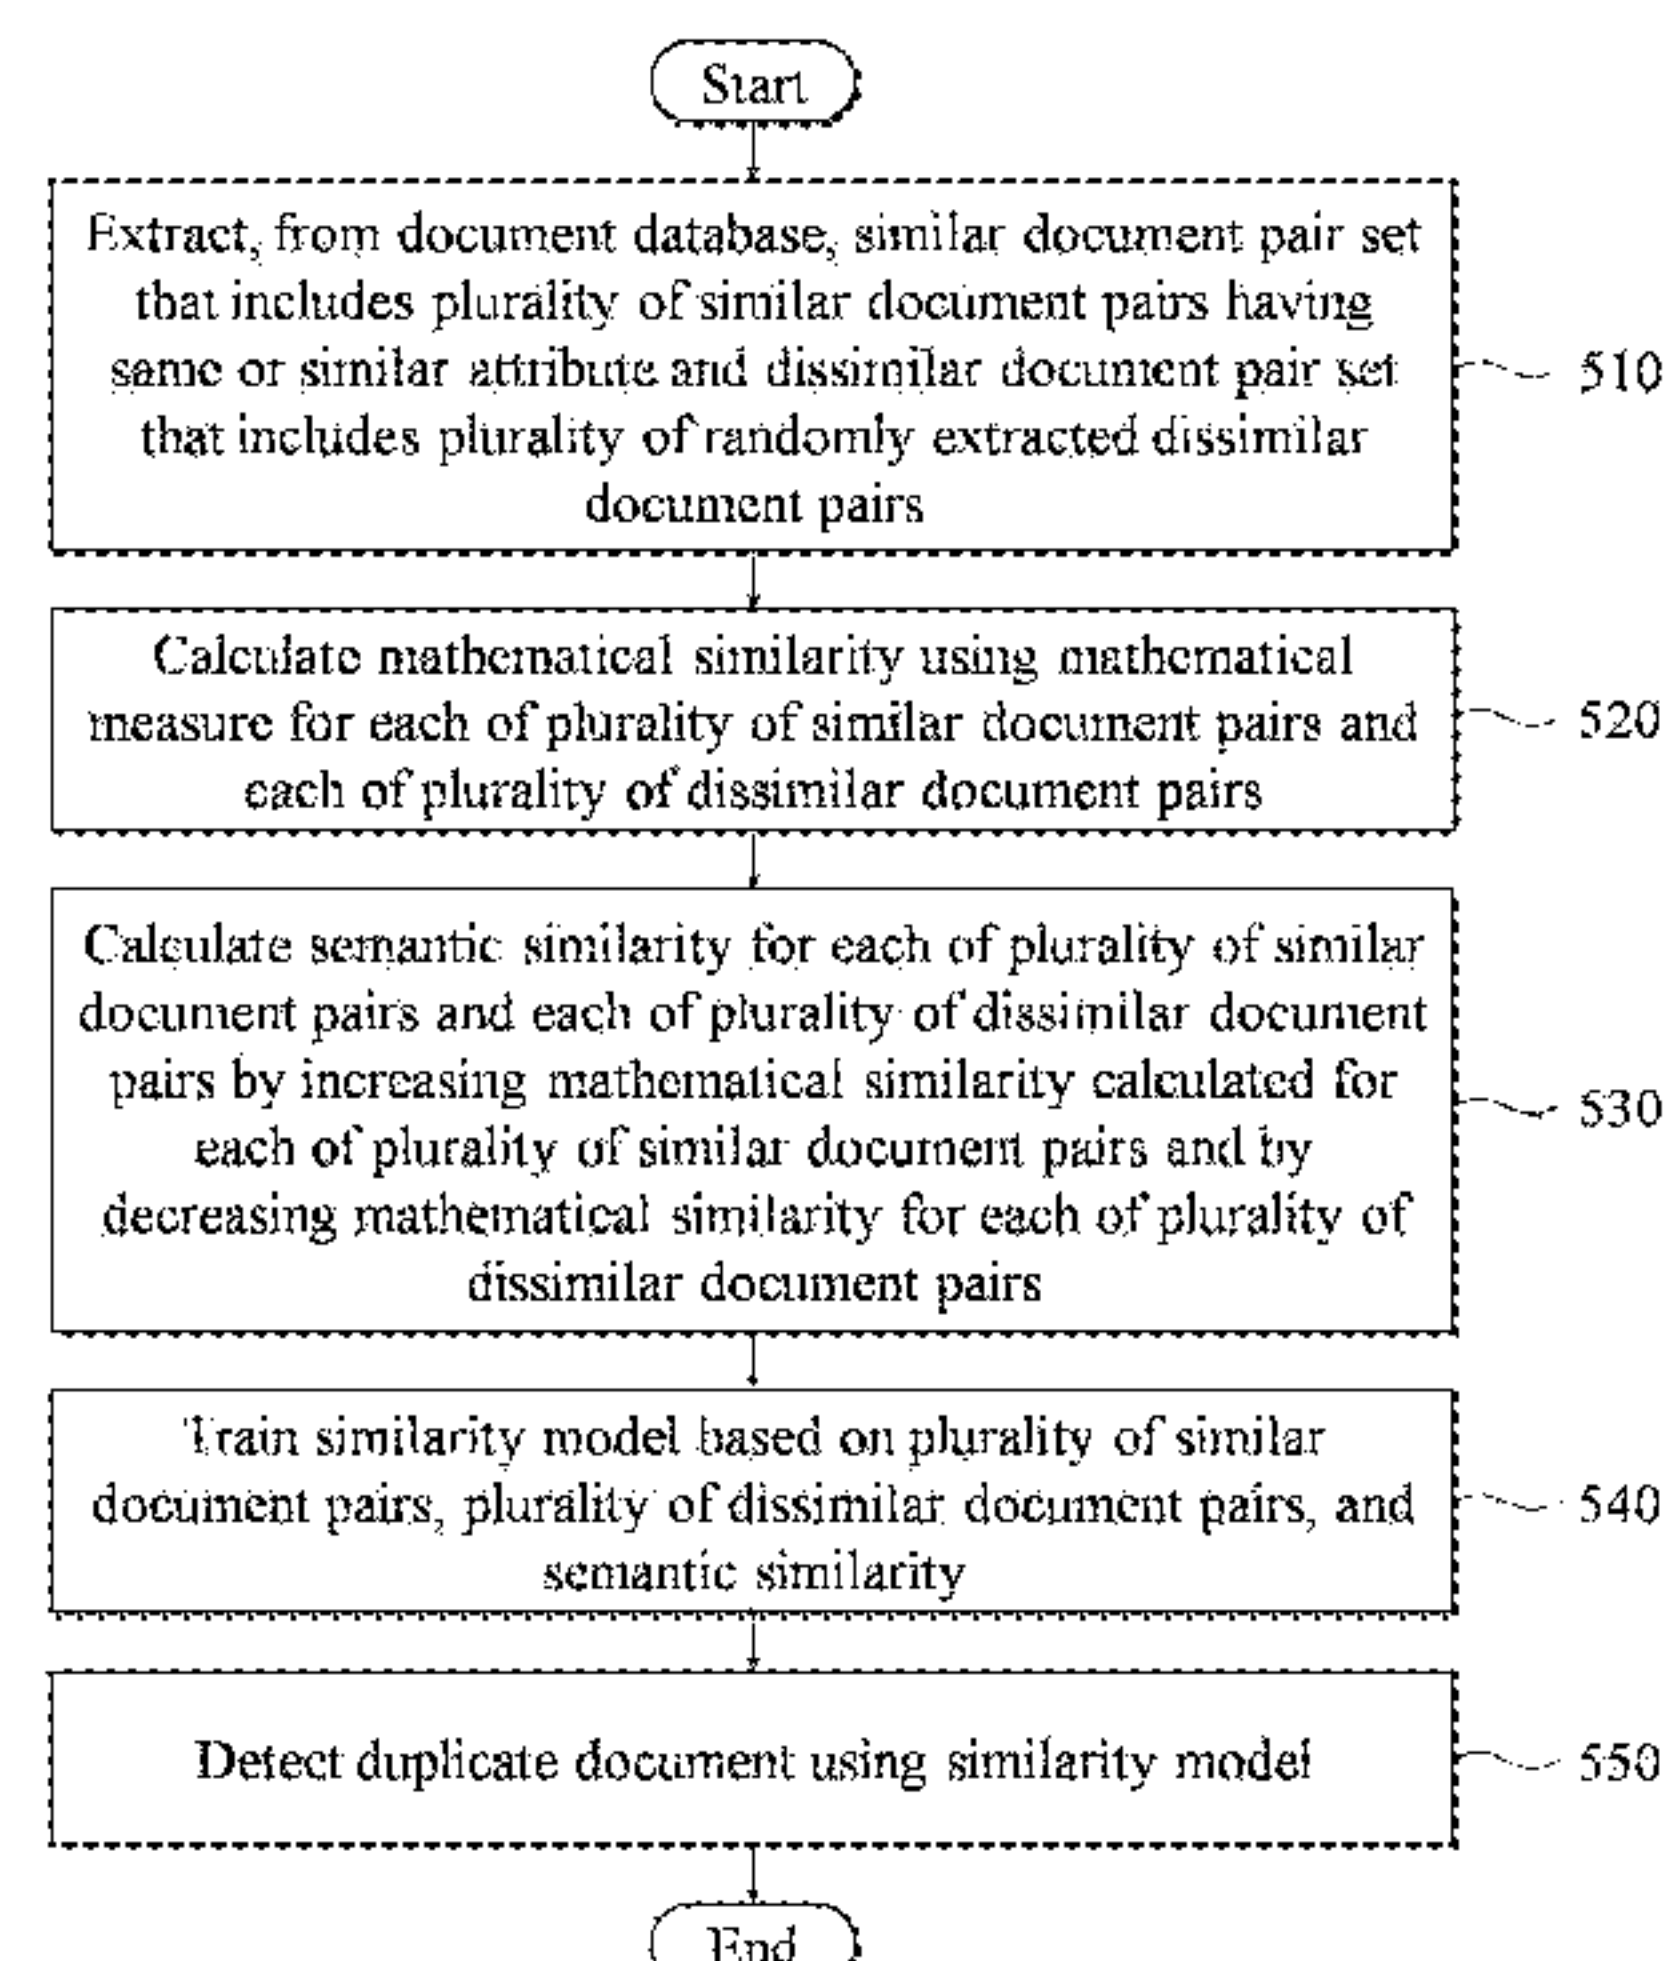 Start
Extract, from document database, similar document pair set
that includes plurality of similar document pairs having
same or similar attribute and dissimilar document pair set
that includes plurality of randomly extracted dissimilar
document pairs
510
Calculate mathematical similarity using mathematical
measure for each of plurality of similar document pairs and
each of plurality of dissimilar document pairs
520
Calculate semantic similarity for each of plurality of similar
document pairs and each of plurality of dissimilar document
pairs by increasing mathematical similarity calculated for
each of plurality of similar document pairs and by
decreasing mathematical similarity for each of plurality of
dissimilar document pairs
530
Train similarity model based on plurality of similar
document pairs, plurality of dissimilar document pairs, and
semantic similarity
540
Detect duplicate document using similarity model
550
End